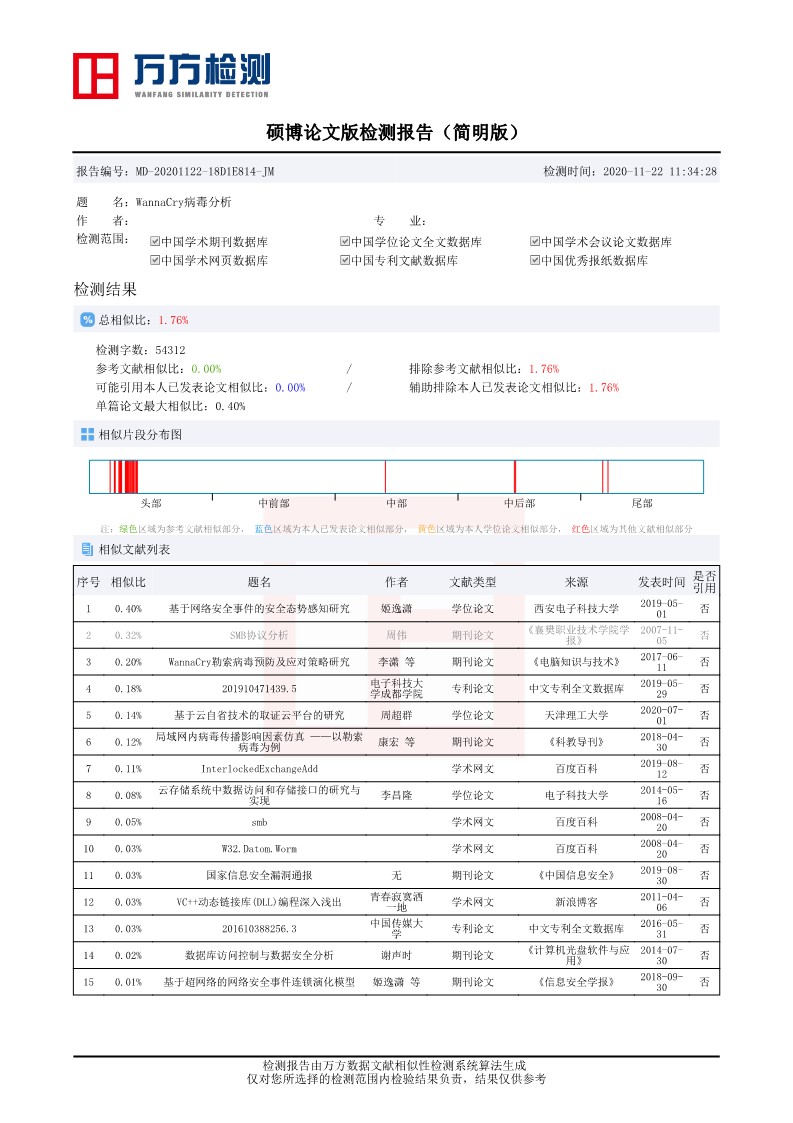 万方检测
WANFANG SIMILARITY DETECTION
硕博论文版检测报告（简明版）
报告编号：MD-20201122-18D1E814-JM 检测时间：2020-11-22 11:34:28
题 名：WannaCry病毒分析
作 者： 专 业：
检测范围： 中国学术期刊数据库 中国学位论文全文数据库 中国学术会议论文数据库
中国学术网页数据库 中国专利文献数据库 中国优秀报纸数据库
检测结果
% 总相似比：1.76%
检测字数：54312
参考文献相似比：0.00% / 排除参考文献相似比：1.76%
可能引用本人已发表论文相似比：0.00% / 辅助排除本人已发表论文相似比：1.76%
单篇论文最大相似比：0.40%
相似片段分布图
头部 中前部 中部 中后部 尾部
注：绿色区域为参考文献相似部分， 蓝色区域为本人已发表论文相似部分， 黄色区域为本人学位论文相似部分， 红色区域为其他文献相似部分
相似文献列表
序号 相似比 题名 作者 文献类型 来源 发表时间 是否引用
1 0.40% 基于网络安全事件的安全态势感知研究 姬逸潇 学位论文 西安电子科技大学 2019-05-01 否
2 0.32% SMB协议分析 周伟 期刊论文 《襄樊职业技术学院学报》 2007-11-05 否
3 0.20% WannaCry勒索病毒预防及应对策略研究 李潇 等 期刊论文 《电脑知识与技术》 2017-06-11 否
4 0.18% 201910471439.5 电子科技大学成都学院 专利论文 中文专利全文数据库 2019-05-29 否
5 0.14% 基于云自省技术的取证云平台的研究 周超群 学位论文 天津理工大学 2020-07-01 否
6 0.12% 局域网内病毒传播影响因素仿真 ——以勒索病毒为例 康宏 等 期刊论文 《科教导刊》 2018-04-30 否
7 0.11% InterlockedExchangeAdd 学术网文 百度百科 2019-08-12 否
8 0.08% 云存储系统中数据访问和存储接口的研究与实现 李昌隆 学位论文 电子科技大学 2014-05-16 否
9 0.05% smb 学术网文 百度百科 2008-04-20 否
10 0.03% W32.Datom.Worm 学术网文 百度百科 2008-04-20 否
11 0.03% 国家信息安全漏洞通报 无 期刊论文 《中国信息安全》 2019-08-30 否
12 0.03% VC++动态链接库(DLL)编程深入浅出 青春寂寞洒一地 学术网文 新浪博客 2011-04-06 否
13 0.03% 201610388256.3 中国传媒大学 专利论文 中文专利全文数据库 2016-05-31 否
14 0.02% 数据库访问控制与数据安全分析 谢声时 期刊论文 《计算机光盘软件与应用》 2014-07-30 否
15 0.01% 基于超网络的网络安全事件连锁演化模型 姬逸潇 等 期刊论文 《信息安全学报》 2018-09-30 否
检测报告由万方数据文献相似性检测系统算法生成
仅对您所选择的检测范围内检验结果负责，结果仅供参考